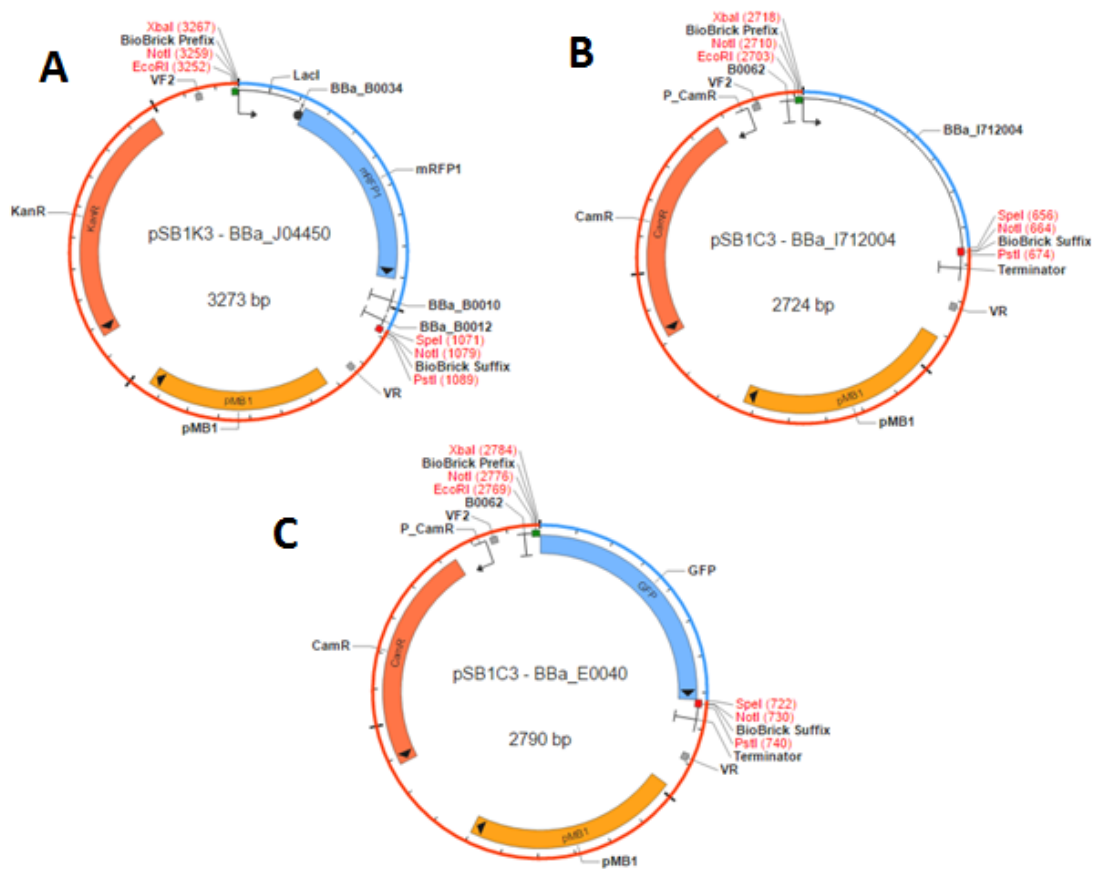 A
XbaI (3267)
BioBrick Prefix
NotI (3259)
EcoRI (3252)
VF2
LacI
BBa_B0034
mRFP1
mRFP1
KanR
KanR
pSB1K3 - BBa_J04450
3273 bp
BBa_B0010
BBa_B0012
SpeI (1071)
NotI (1079)
BioBrick Suffix
PstI (1089)
VR
pMB1
pMB1
B
XbaI (2718)
BioBrick Prefix
NotI (2710)
EcoRI (2703)
B0062
VF2
P_CamR
BBa_I712004
CamR
CamR
pSB1C3 - BBa_I712004
2724 bp
SpeI (656)
NotI (664)
BioBrick Suffix
PstI (674)
Terminator
VR
pMB1
pMB1
C
XbaI (2784)
BioBrick Prefix
NotI (2776)
EcoRI (2769)
B0062
VF2
P_CamR
GFP
GFP
CamR
CamR
pSB1C3 - BBa_E0040
2790 bp
SpeI (722)
NotI (730)
BioBrick Suffix
PstI (740)
Terminator
VR
pMB1
pMB1